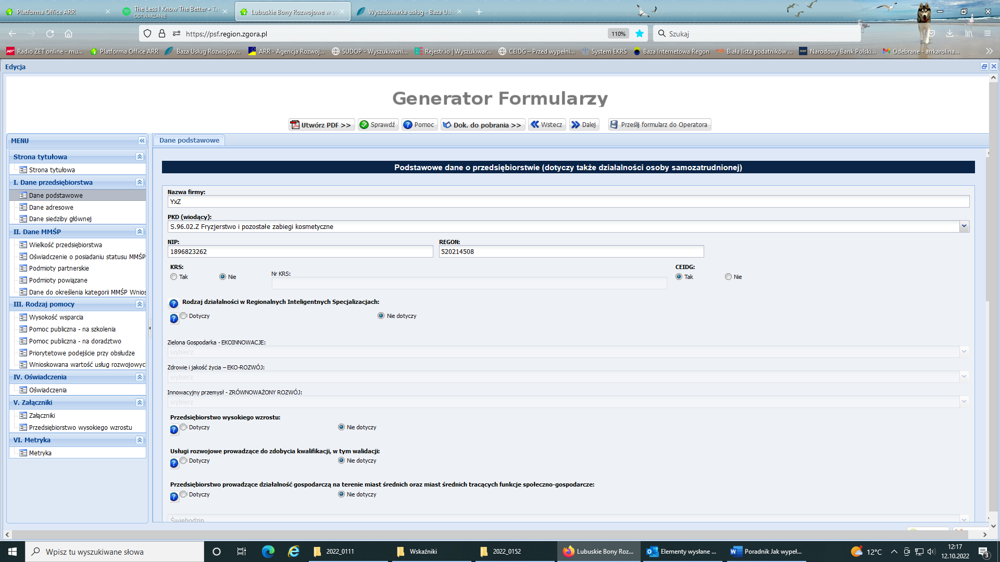 Platforma Office ARR
The Less I Know The Better • Tar
ODTWARZANIE
Lubuskie Bony Rozwojowe w su
Wyszukiwarka usług - Baza Usłu
https://psf.region.zgora.pl
110%
Szukaj
Radio ZET online - mu...
Platforma Office ARR
Baza Usług Rozwojow...
ARR - Agencja Rozwoj...
SUDOP - Wyszukiwani...
Rejestr.io | Wyszukiwar...
CEIDG – Przed wypełni...
System EKRS
Baza Internetowa Regon
Biała lista podatników ...
Narodowy Bank Polski...
Odebrane - arrkarolina...
Edycja
Generator Formularzy
Utwórz PDF >>
Sprawdź
Pomoc
Dok. do pobrania >>
Wstecz
Dalej
Prześlij formularz do Operatora
MENU
Dane podstawowe
Strona tytułowa
Strona tytułowa
I. Dane przedsiębiorstwa
Dane podstawowe
Dane adresowe
Dane siedziby głównej
II. Dane MMŚP
Wielkość przedsiębiorstwa
Oświadczenie o posiadaniu statusu MMŚP
Podmioty partnerskie
Podmioty powiązane
Dane do określenia kategorii MMŚP Wnios
III. Rodzaj pomocy
Wysokość wsparcia
Pomoc publiczna - na szkolenia
Pomoc publiczna - na doradztwo
Priorytetowe podejście przy obsłudze
Wnioskowana wartość usług rozwojowyc
IV. Oświadczenia
Oświadczenia
V. Załączniki
Załączniki
Przedsiębiorstwo wysokiego wzrostu
VI. Metryka
Metryka
Podstawowe dane o przedsiębiorstwie (dotyczy także działalności osoby samozatrudnionej)
Nazwa firmy:
YxZ
PKD (wiodący):
S.96.02.Z Fryzjerstwo i pozostałe zabiegi kosmetyczne
NIP:
REGON:
1896823262
520214508
KRS:
Tak
Nie
Nr KRS:
CEIDG:
Tak
Nie
Rodzaj działalności w Regionalnych Inteligentnych Specjalizacjach:
Dotyczy
Nie dotyczy
Zielona Gospodarka - EKOINNOWACJE:
wybierz
Zdrowie i jakość życia – EKO-ROZWÓJ:
wybierz
Innowacyjny przemysł - ZRÓWNOWAŻONY ROZWÓJ:
wybierz
Przedsiębiorstwo wysokiego wzrostu:
Dotyczy
Nie dotyczy
Usługi rozwojowe prowadzące do zdobycia kwalifikacji, w tym walidacji:
Dotyczy
Nie dotyczy
Przedsiębiorstwo prowadzące działalność gospodarczą na terenie miast średnich oraz miast średnich tracących funkcje społeczno-gospodarcze:
Dotyczy
Nie dotyczy
Świebodzin
Wpisz tu wyszukiwane słowa
2022_0111
Wskaźniki
2022_0152
Lubuskie Bony Roz...
Elementy wysłane ...
Poradnik Jak wypeł...
12°C
12:17
12.10.2022
3